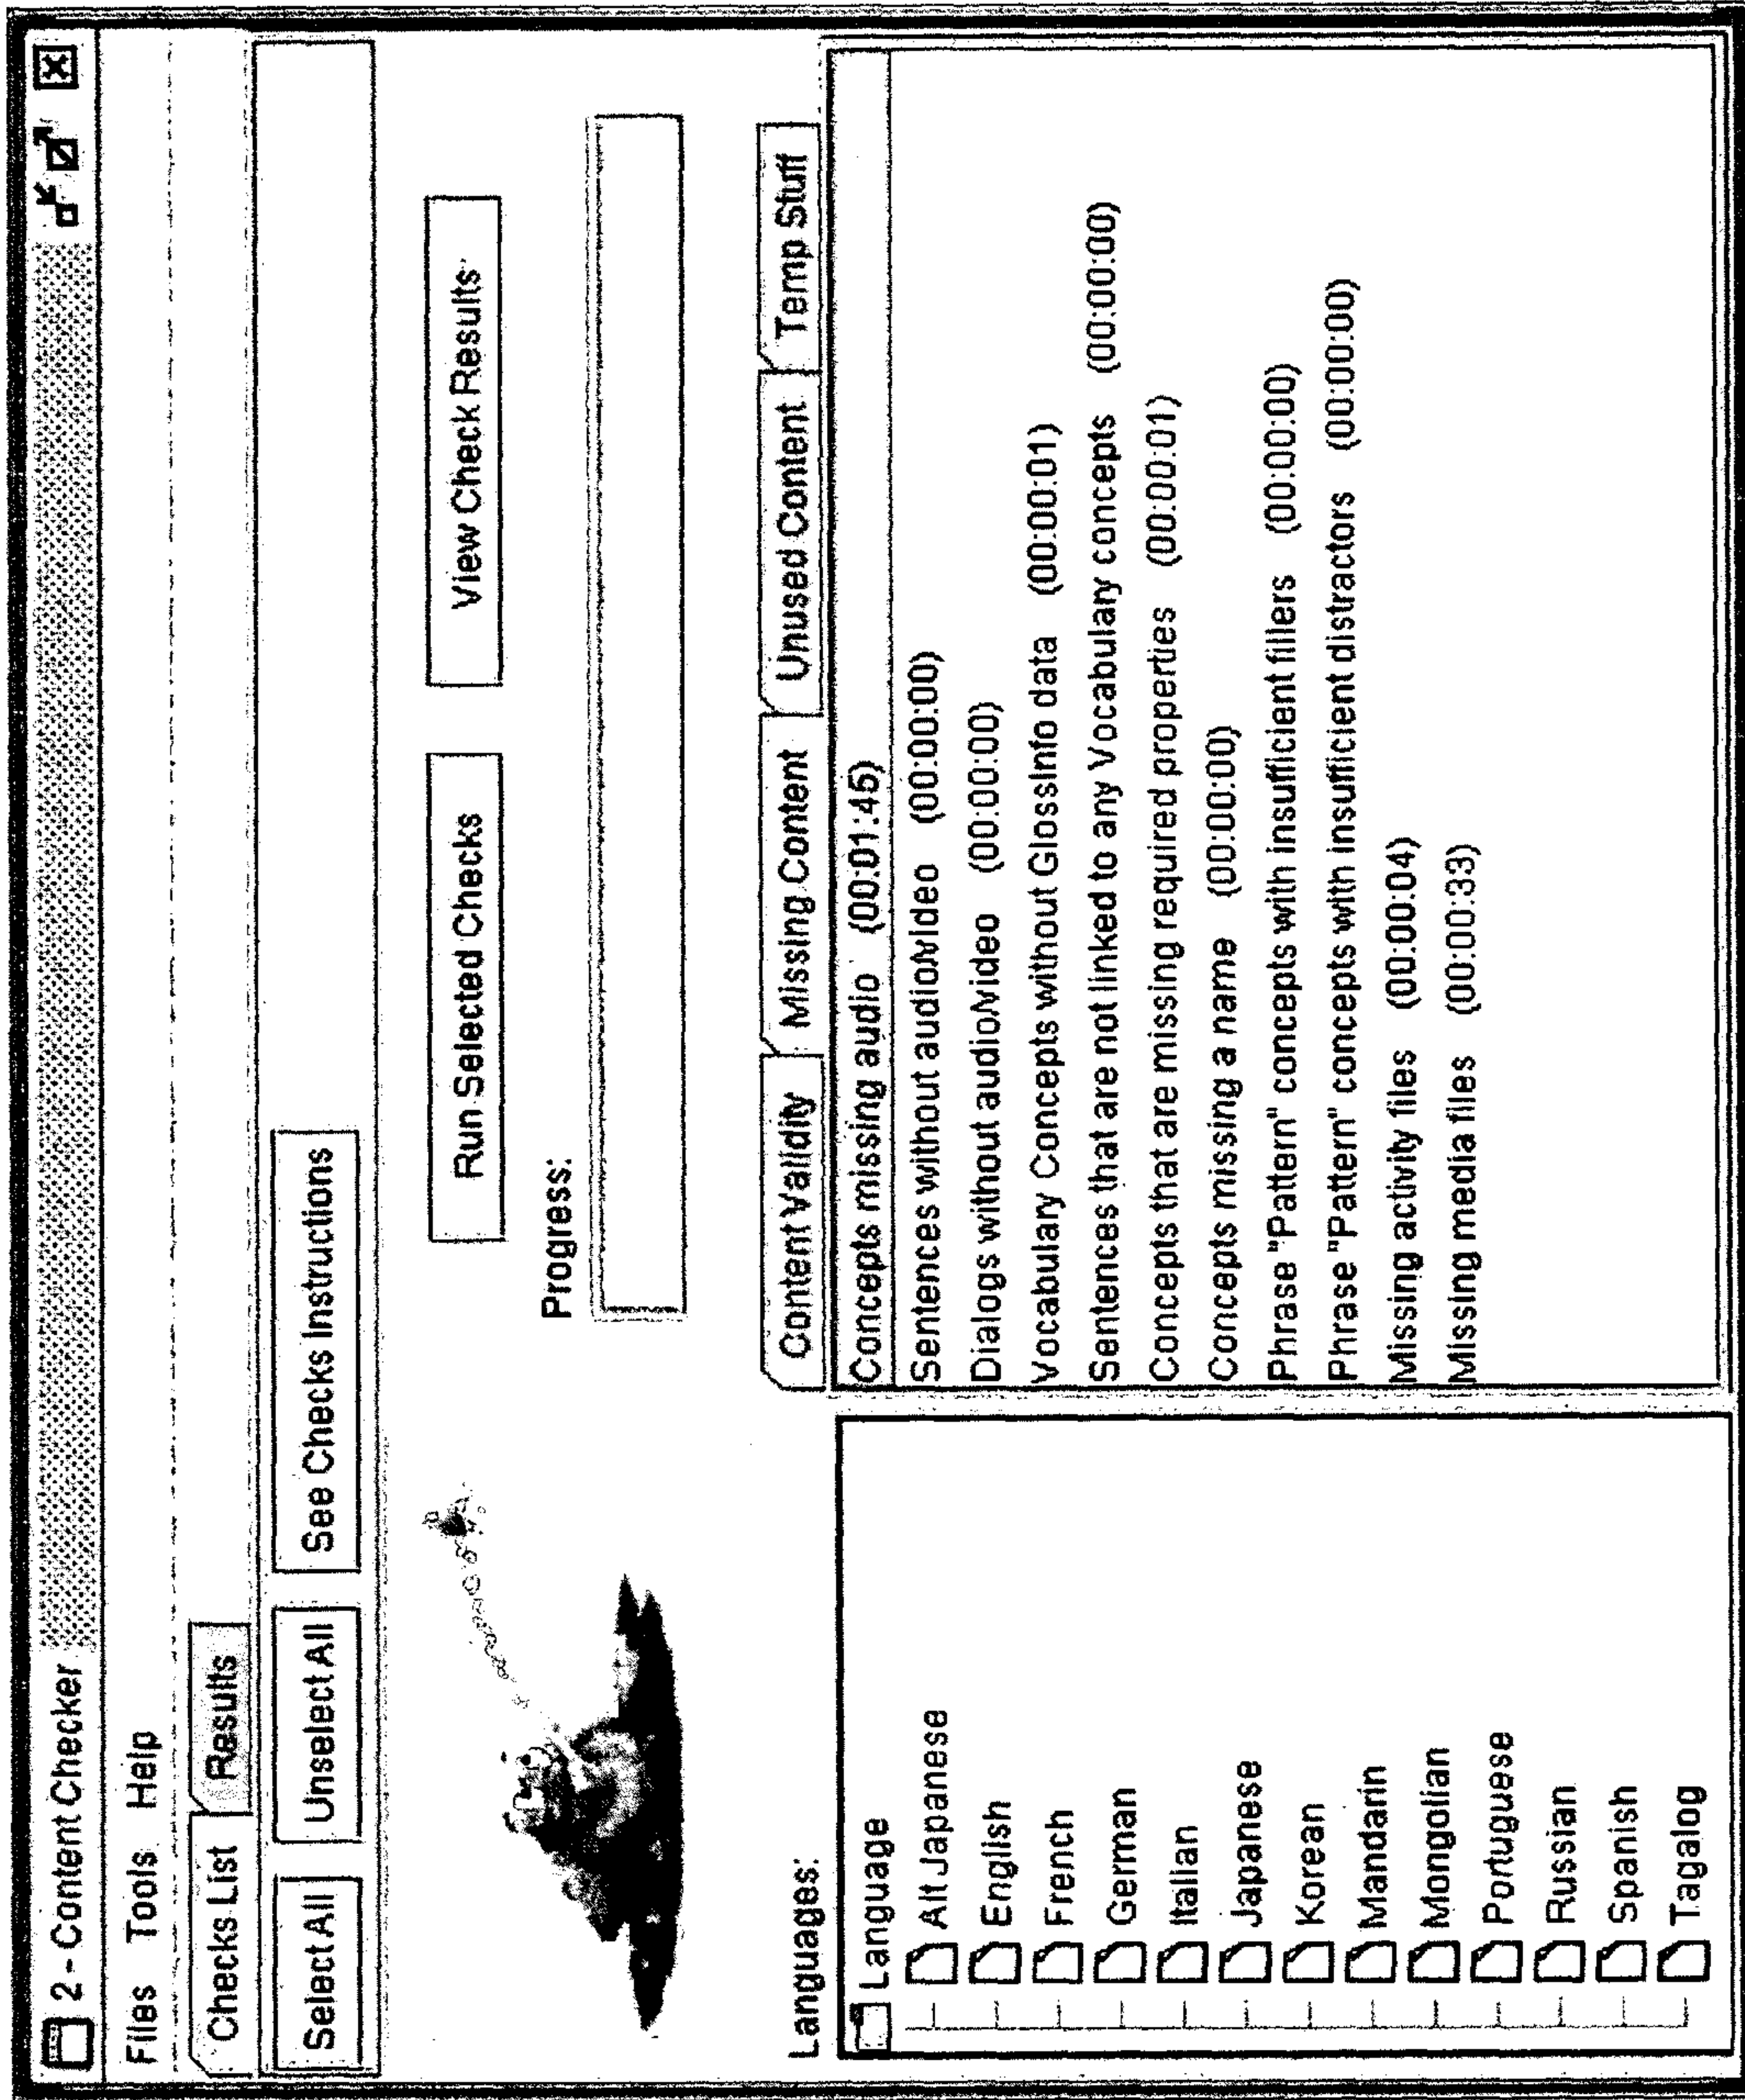 2 - Content Checker
Files Tools Help
Checks List Results
Select All Unselect All See Checks Instructions
Run Selected Checks View Check Results
Progress:
Languages:
Content Validity Missing Content Unused Content Temp Stuff
Language
Alt Japanese
English
French
German
Italian
Japanese
Korean
Mandarin
Mongolian
Portuguese
Russian
Spanish
Tagalog
Concepts missing audio (00:01:45)
Sentences without audio/video (00:00:00)
Dialogs without audio/video (00:00:00)
Vocabulary Concepts without GlossInfo data (00:00:01)
Sentences that are not linked to any Vocabulary concepts (00:00:00)
Concepts that are missing required properties (00:00:01)
Concepts missing a name (00:00:00)
Phrase "Pattern" concepts with insufficient fillers (00:00:00)
Phrase "Pattern" concepts with insufficient distractors (00:00:00)
Missing activity files (00:00:04)
Missing media files (00:00:33)